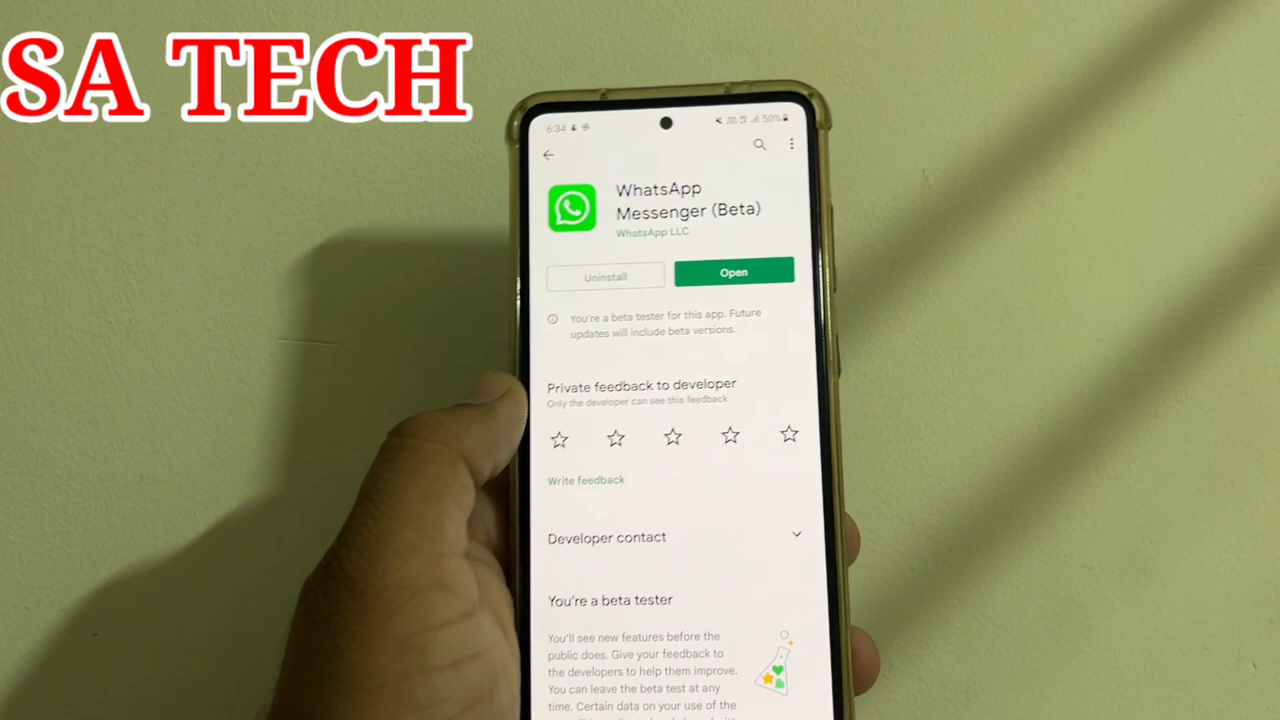 SA TECH
6:34
50%
WhatsApp
Messenger (Beta)
WhatsApp LLC
Uninstall
Open
You're a beta tester for this app. Future
updates will include beta versions.
Private feedback to developer
Only the developer can see this feedback
Write feedback
Developer contact
You're a beta tester
You'll see new features before the
public does. Give your feedback to
the developers to help them improve.
You can leave the beta test at any
time. Certain data on your use of the